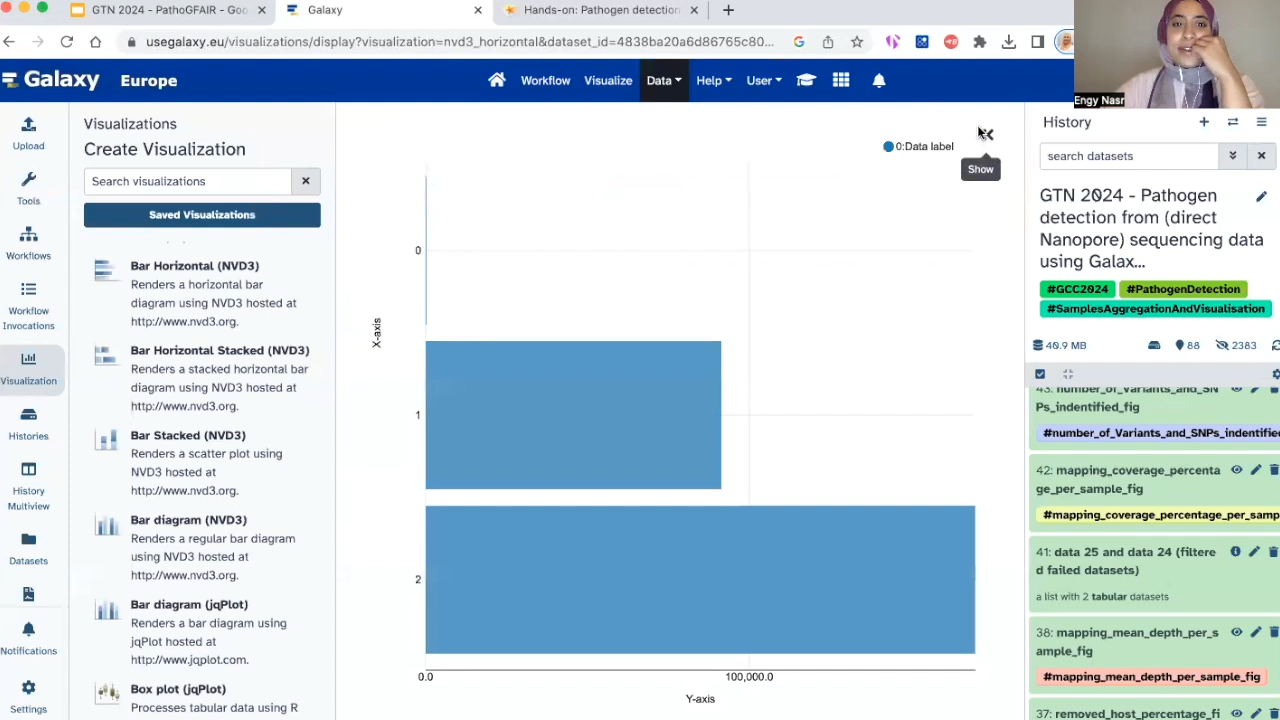 GTN 2024 - PathoGFAIR - Goo
Galaxy
Hands-on: Pathogen detection
usegalaxy.eu/visualizations/display?visualization=nvd3_horizontal&dataset_id=4838ba20a6d86765c80...
Galaxy Europe
Workflow Visualize Data Help User
Engy Nasr
Upload
Tools
Workflows
Workflow
Invocations
Visualization
Histories
History
Multiview
Datasets
Notifications
Settings
Visualizations
Create Visualization
Search visualizations
Saved Visualizations
Bar Horizontal (NVD3)
Renders a horizontal bar
diagram using NVD3 hosted at
http://www.nvd3.org.
Bar Horizontal Stacked (NVD3)
Renders a stacked horizontal bar
diagram using NVD3 hosted at
http://www.nvd3.org.
Bar Stacked (NVD3)
Renders a scatter plot using
NVD3 hosted at
http://www.nvd3.org.
Bar diagram (NVD3)
Renders a regular bar diagram
using NVD3 hosted at
http://www.nvd3.org.
Bar diagram (jqPlot)
Renders a bar diagram using
jqPlot hosted at
http://www.jqplot.com.
Box plot (jqPlot)
Processes tabular data using R
0:Data label
Show
X-axis
0
1
2
0.0
100,000.0
Y-axis
History
search datasets
GTN 2024 - Pathogen
detection from (direct
Nanopore) sequencing data
using Galax...
#GCC2024 #PathogenDetection
#SamplesAggregationAndVisualisation
40.9 MB 88 2383
43: number_of_Variants_and_SN
Ps_indentified_fig
#number_of_Variants_and_SNPs_indentifie
42: mapping_coverage_percenta
ge_per_sample_fig
#mapping_coverage_percentage_per_samp
41: data 25 and data 24 (filtere
d failed datasets)
a list with 2 tabular datasets
38: mapping_mean_depth_per_s
ample_fig
#mapping_mean_depth_per_sample_fig
37: removed_host_percentage_fi